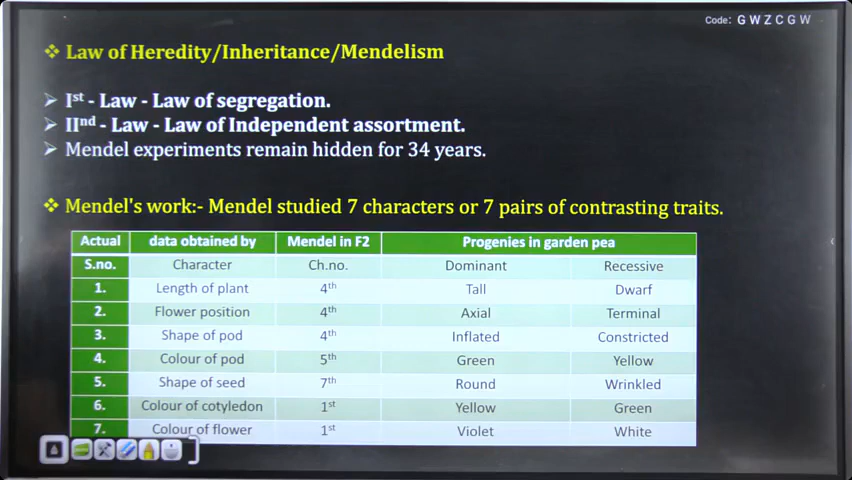 Code: G W Z C G W
❖ Law of Heredity/Inheritance/Mendelism
➢ Ist - Law - Law of segregation.
➢ IInd - Law - Law of Independent assortment.
➢ Mendel experiments remain hidden for 34 years.
❖ Mendel's work:- Mendel studied 7 characters or 7 pairs of contrasting traits.
Actual data obtained by Mendel in F2 Progenies in garden pea
S.no. Character Ch.no. Dominant Recessive
1. Length of plant 4th Tall Dwarf
2. Flower position 4th Axial Terminal
3. Shape of pod 4th Inflated Constricted
4. Colour of pod 5th Green Yellow
5. Shape of seed 7th Round Wrinkled
6. Colour of cotyledon 1st Yellow Green
7. Colour of flower 1st Violet White